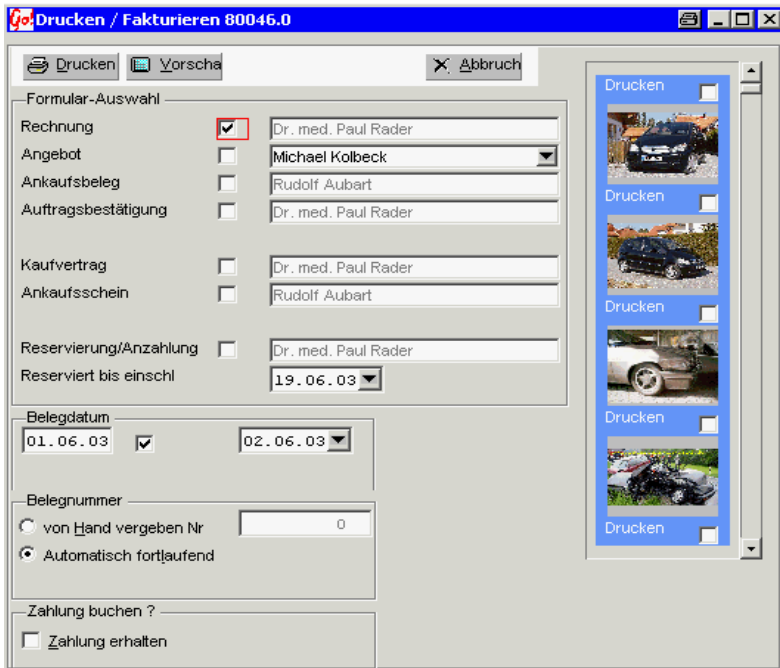 Go! Drucken / Fakturieren 80046.0
Drucken Vorscha Abbruch
Formular-Auswahl
Rechnung Dr. med. Paul Rader
Angebot Michael Kolbeck
Ankaufsbeleg Rudolf Aubart
Auftragsbestätigung Dr. med. Paul Rader
Kaufvertrag Dr. med. Paul Rader
Ankaufsschein Rudolf Aubart
Reservierung/Anzahlung Dr. med. Paul Rader
Reserviert bis einschl 19.06.03
Belegdatum
01.06.03 02.06.03
Belegnummer
von Hand vergeben Nr 0
Automatisch fortlaufend
Zahlung buchen ?
Zahlung erhalten
Drucken
Drucken
Drucken
Drucken
Drucken